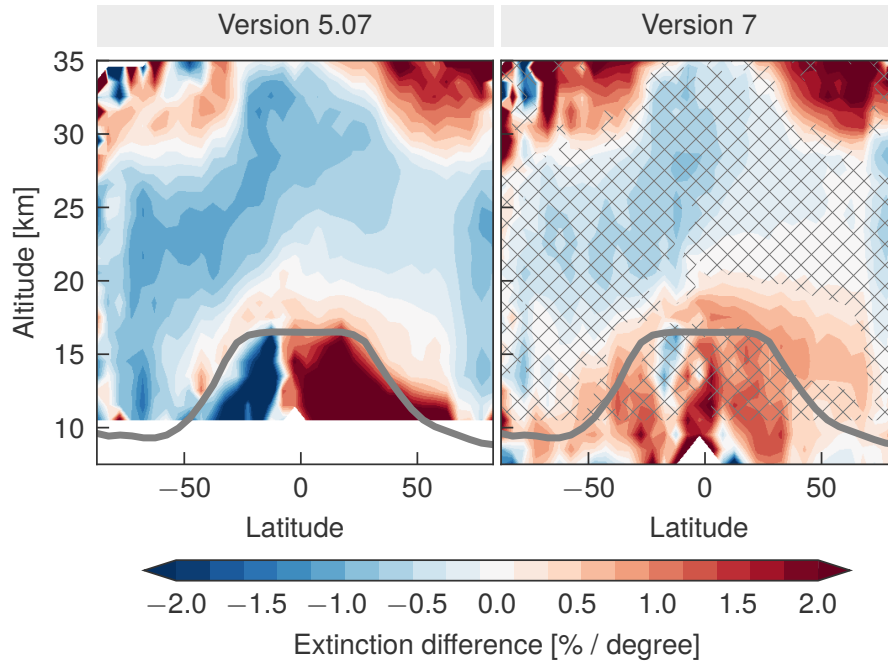 Version 5.07
Version 7
35
30
25
20
15
10
Altitude [km]
−50 0 50
−50 0 50
Latitude
Latitude
−2.0 −1.5 −1.0 −0.5 0.0 0.5 1.0 1.5 2.0
Extinction difference [% / degree]